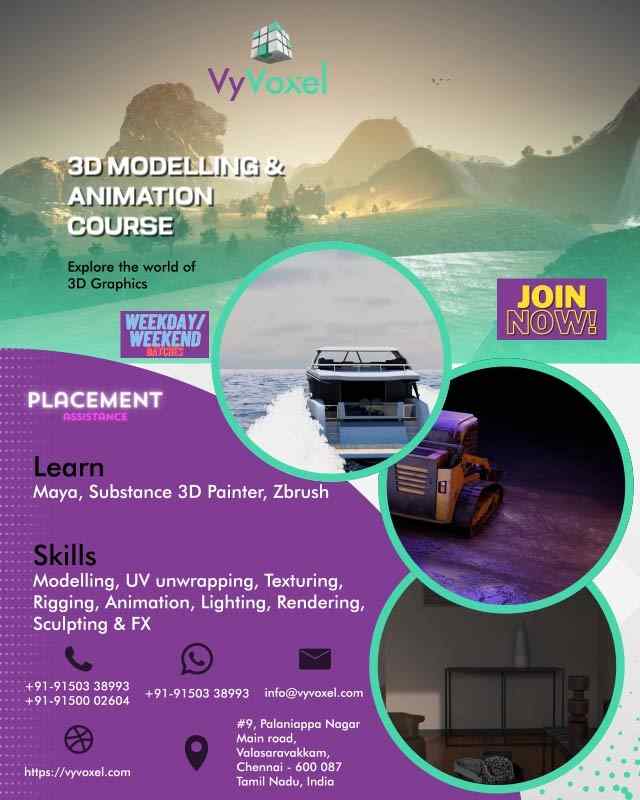 VyVoxel
3D MODELLING &
ANIMATION
COURSE
Explore the world of
3D Graphics
WEEKDAY/
WEEKEND
BATCHES
JOIN
NOW!
PLACEMENT
ASSISTANCE
Learn
Maya, Substance 3D Painter, Zbrush
Skills
Modelling, UV unwrapping, Texturing,
Rigging, Animation, Lighting, Rendering,
Sculpting & FX
+91-91503 38993
+91-91500 02604
+91-91503 38993
info@vyvoxel.com
https://vyvoxel.com
#9, Palaniappa Nagar
Main road,
Valasaravakkam,
Chennai - 600 087
Tamil Nadu, India